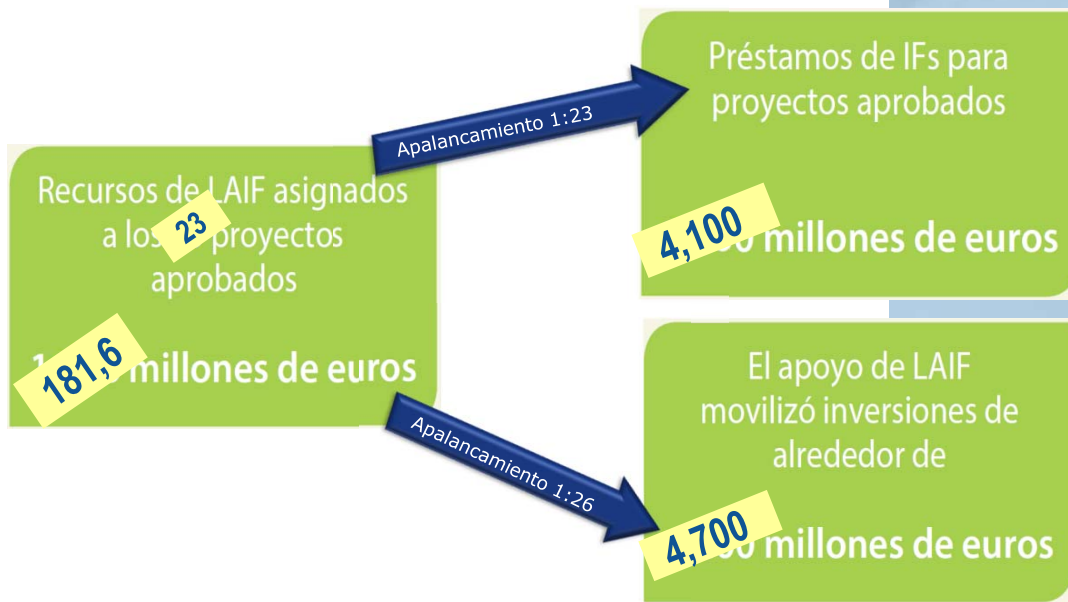 Recursos de LAIF asignados
a los 23 proyectos
aprobados
181,6 millones de euros
Apalancamiento 1:23
Préstamos de IFs para
proyectos aprobados
4,100 millones de euros
Apalancamiento 1:26
El apoyo de LAIF
movilizó inversiones de
alrededor de
4,700 millones de euros